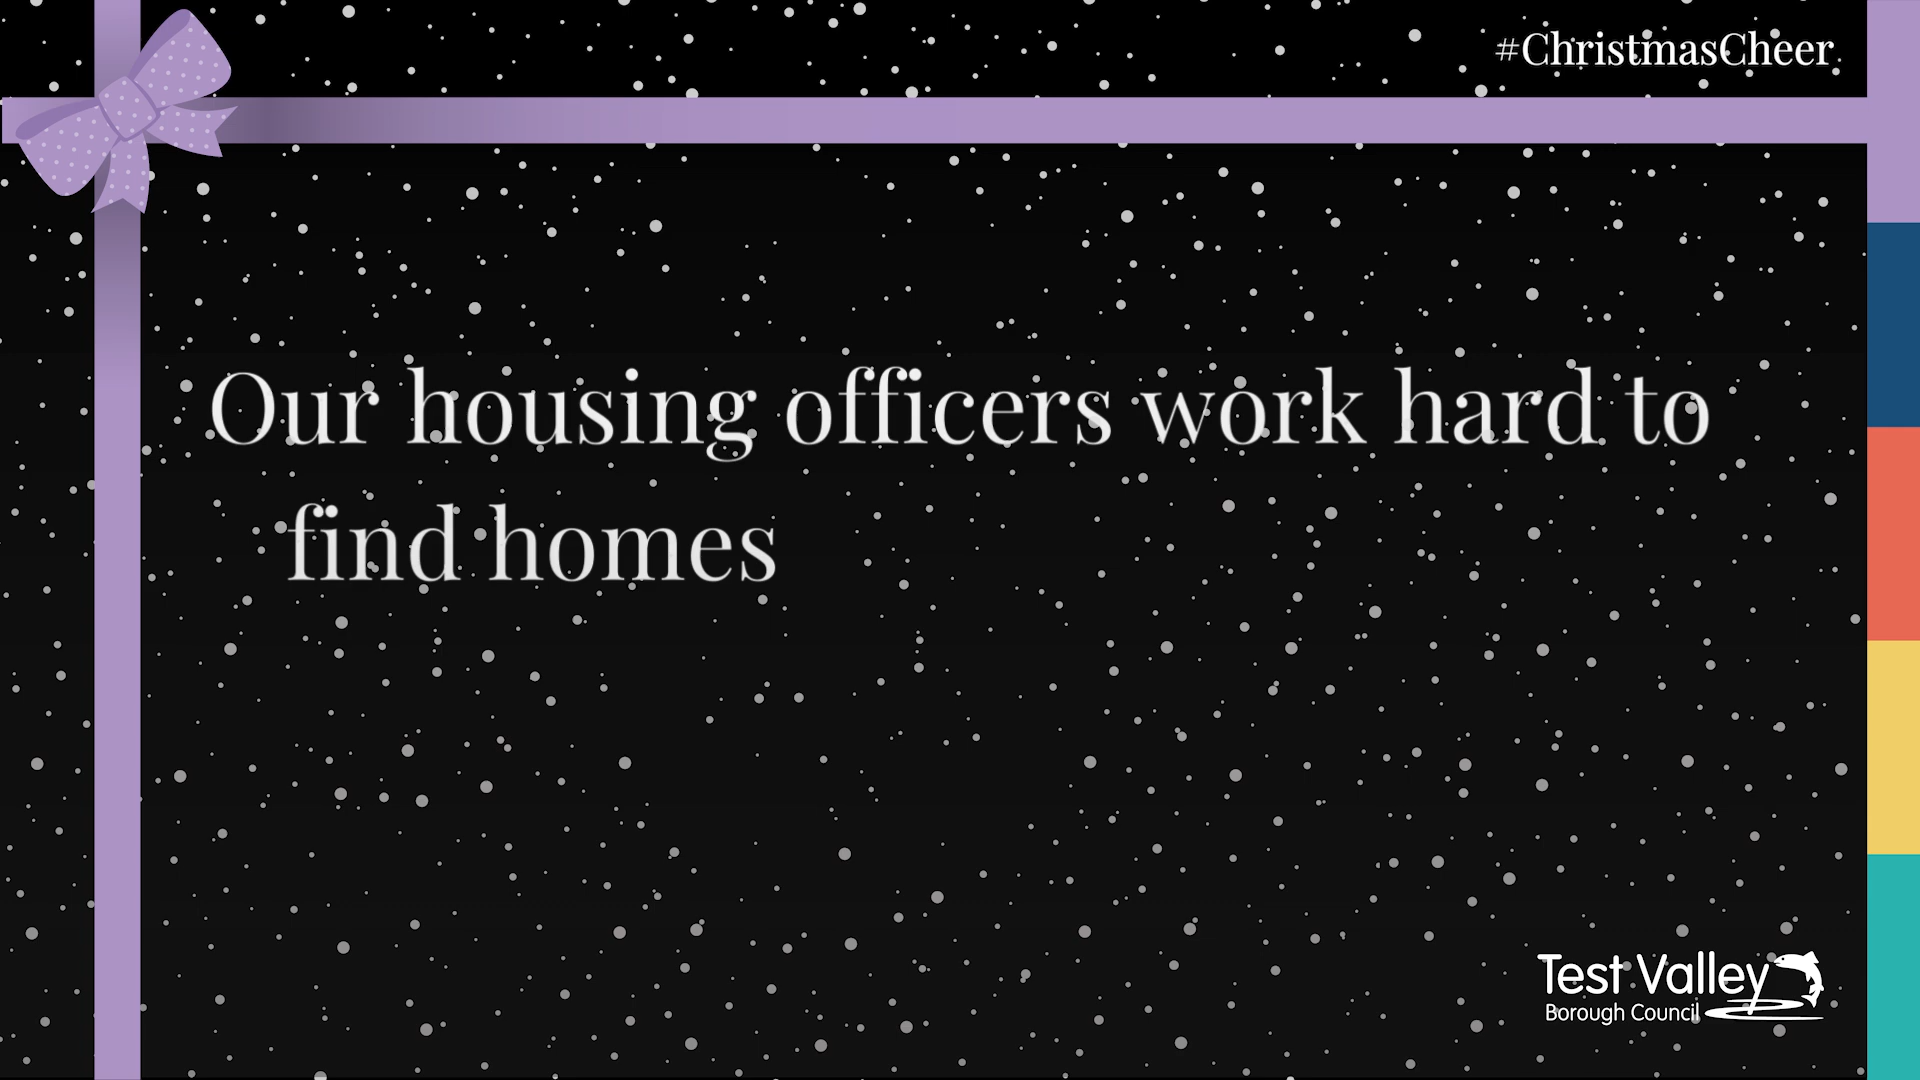 #ChristmasCheer
Our housing officers work hard to
find homes
Test Valley
Borough Council